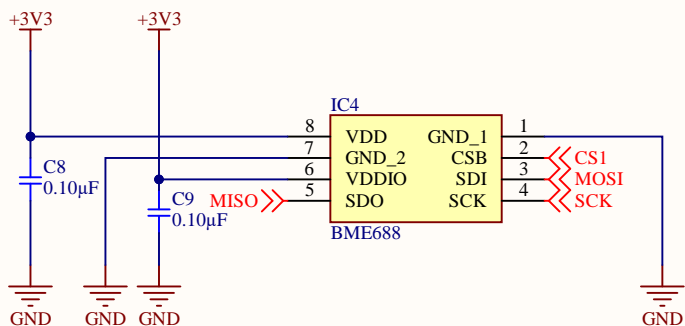 +3V3 +3V3
IC4
8 VDD GND_1 1
7 GND_2 CSB 2 CS1
6 VDDIO SDI 3 MOSI
MISO 5 SDO SCK 4 SCK
BME688
C8
0.10µF
C9
0.10µF
GND GND GND GND